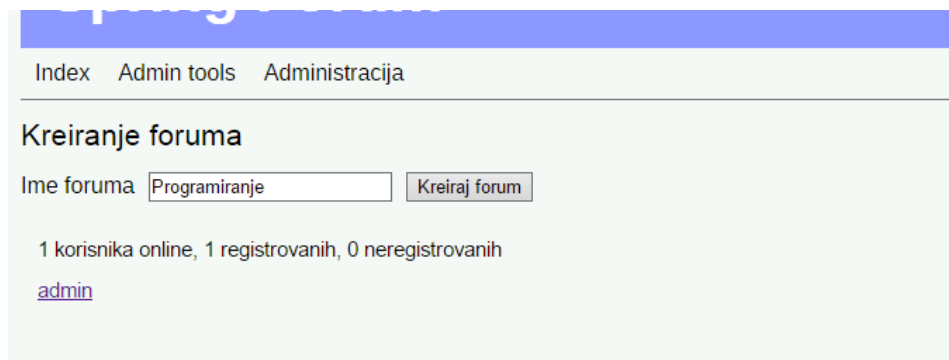 Index Admin tools Administracija
Kreiranje foruma
Ime foruma Programiranje Kreiraj forum
1 korisnika online, 1 registrovanih, 0 neregistrovanih
admin